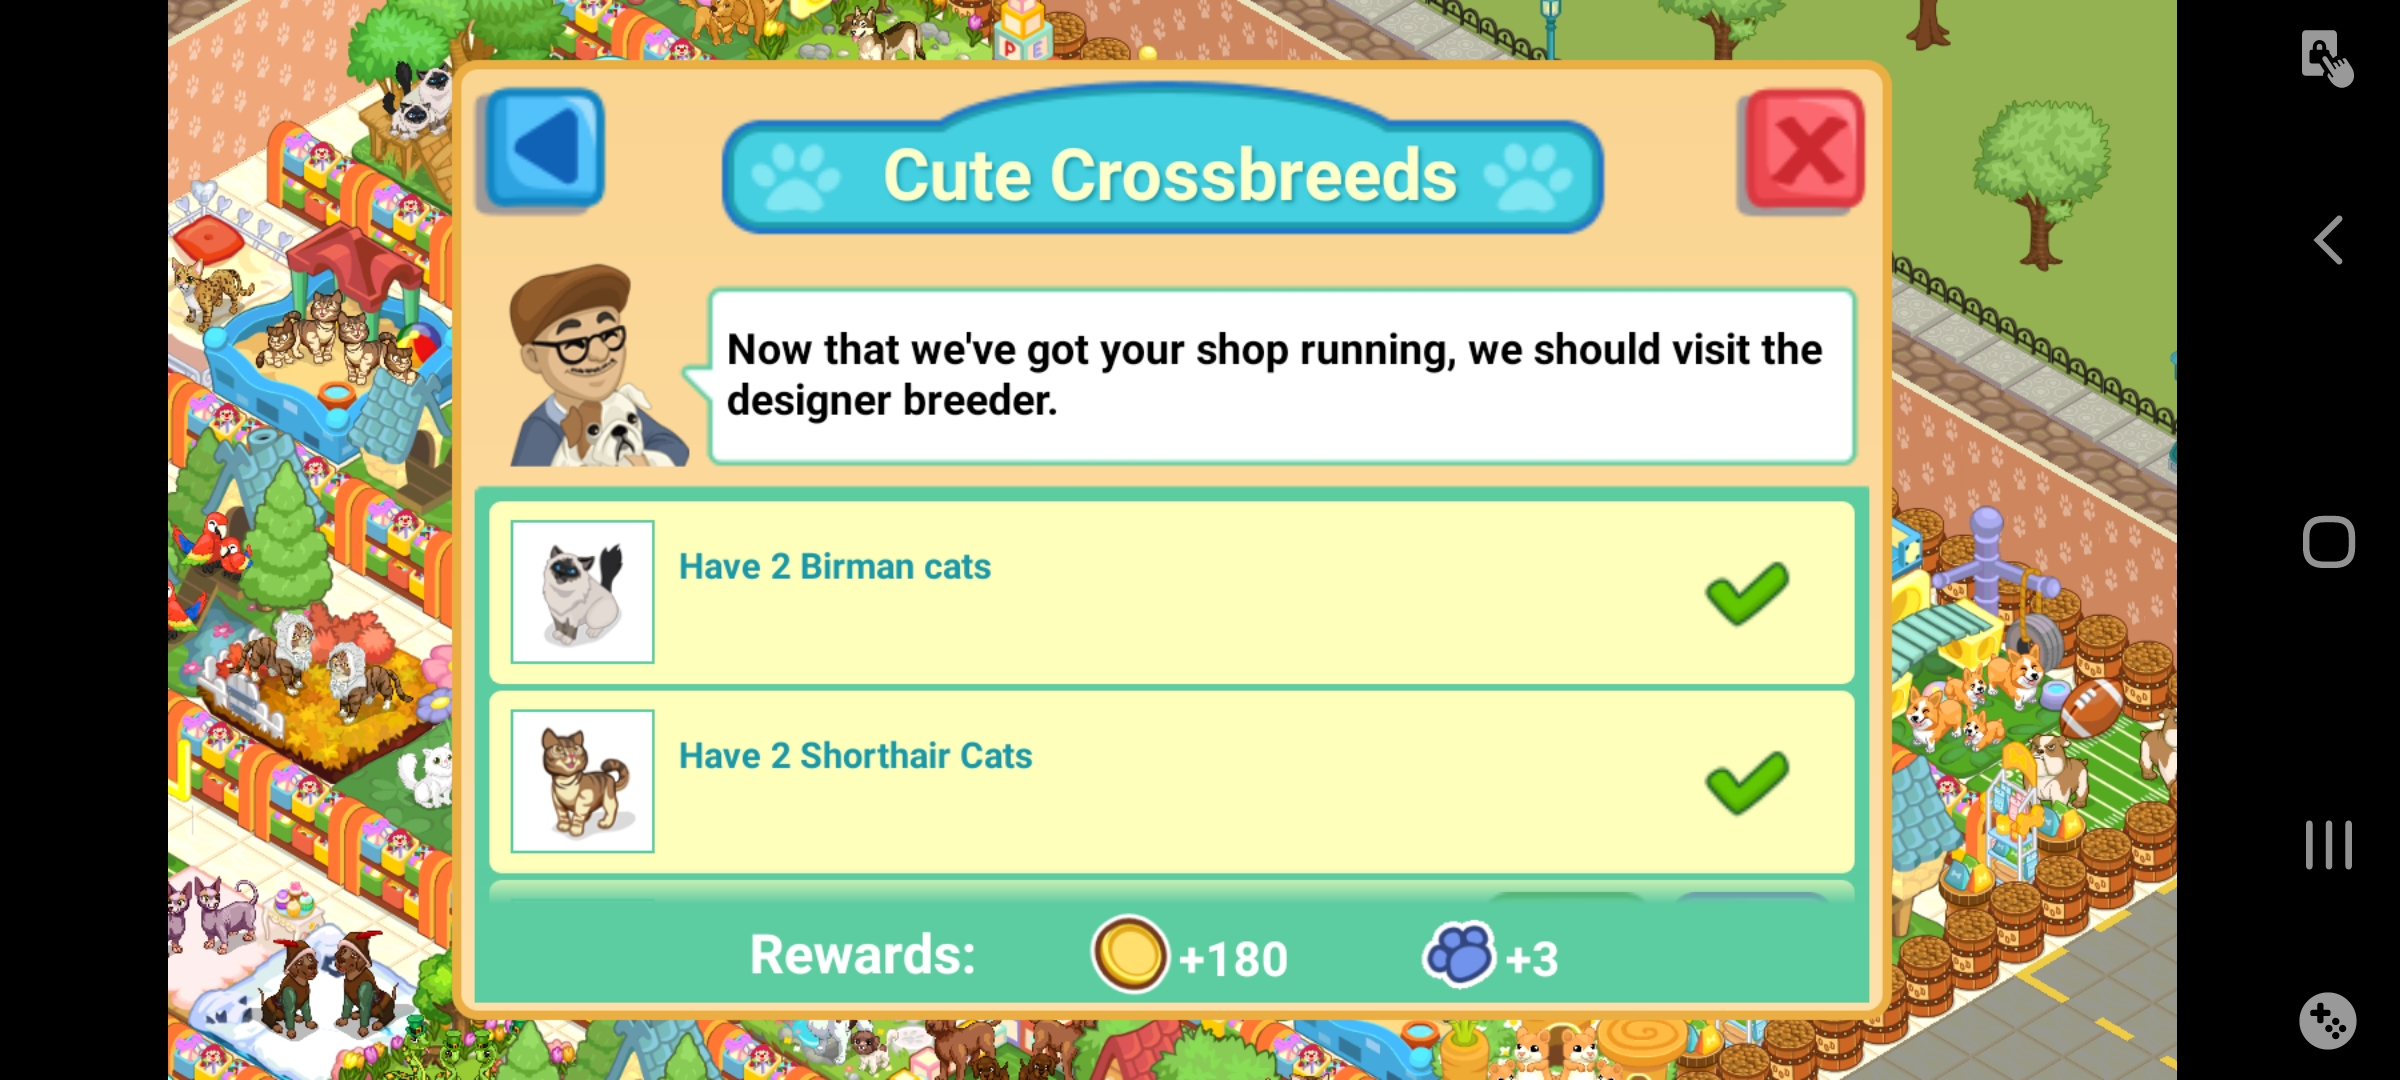 Cute Crossbreeds
Now that we've got your shop running, we should visit the
designer breeder.
Have 2 Birman cats
Have 2 Shorthair Cats
Rewards:
+180
+3
P
E